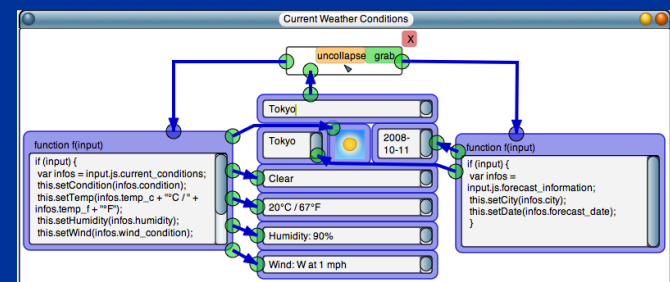 Current Weather Conditions
X
uncollapse grab
Tokyo
Tokyo
2008-
10-11
function f(input)
if (input) {
var infos = input.js.current_conditions;
this.setCondition(infos.condition);
this.setTemp(infos.temp_c + "°C / " +
infos.temp_f + "°F");
this.setHumidity(infos.humidity);
this.setWind(infos.wind_condition);
Clear
20°C / 67°F
Humidity: 90%
Wind: W at 1 mph
function f(input)
if (input) {
var infos =
input.js.forecast_information;
this.setCity(infos.city);
this.setDate(infos.forecast_date);
}